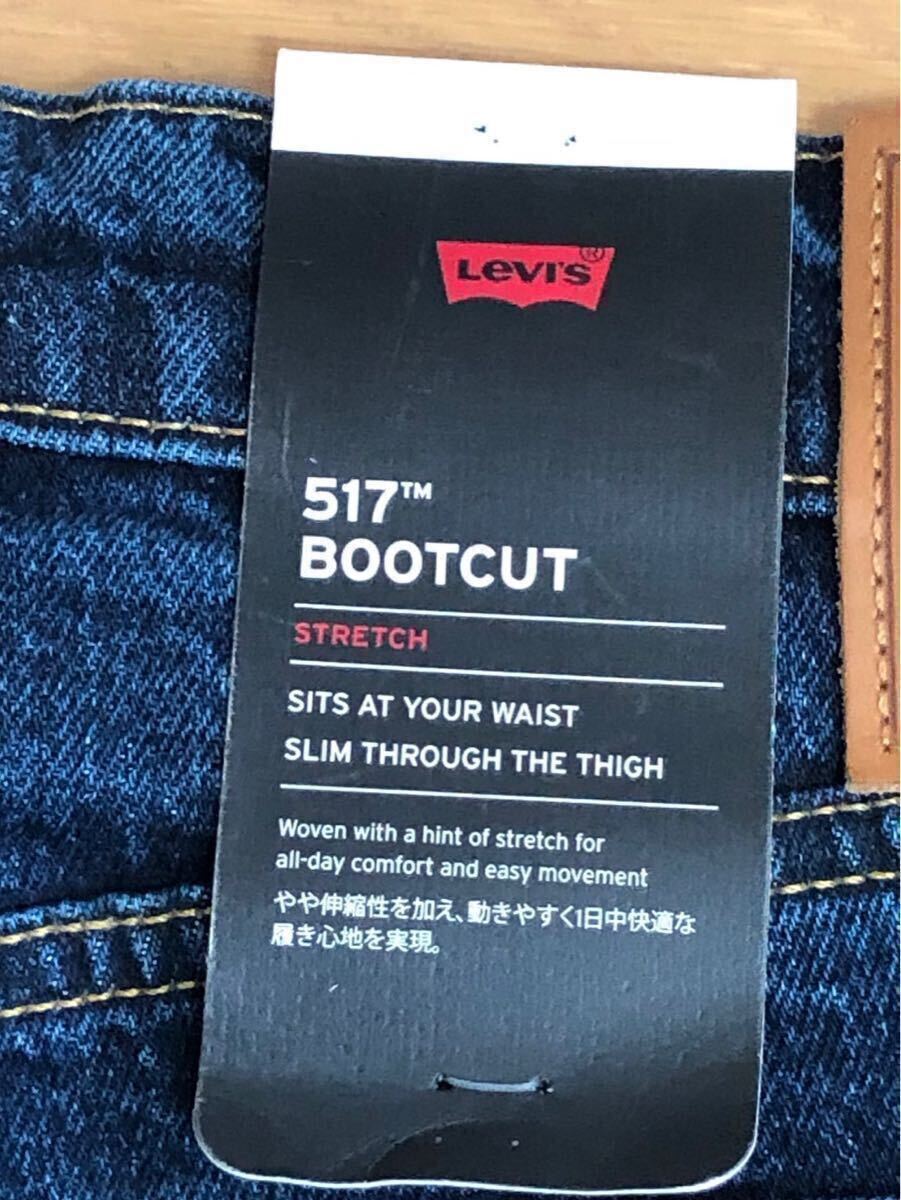 LEVI'S®
517™
BOOTCUT
STRETCH
SITS AT YOUR WAIST
SLIM THROUGH THE THIGH
Woven with a hint of stretch for
all-day comfort and easy movement
やや伸縮性を加え、動きやすく1日中快適な
履き心地を実現。